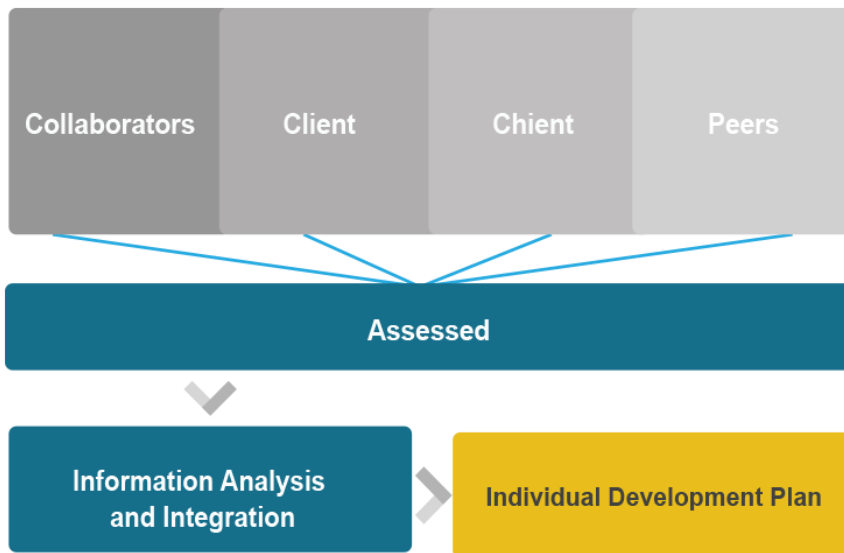 Collaborators
Client
Chient
Peers
Assessed
Information Analysis
and Integration
Individual Development Plan